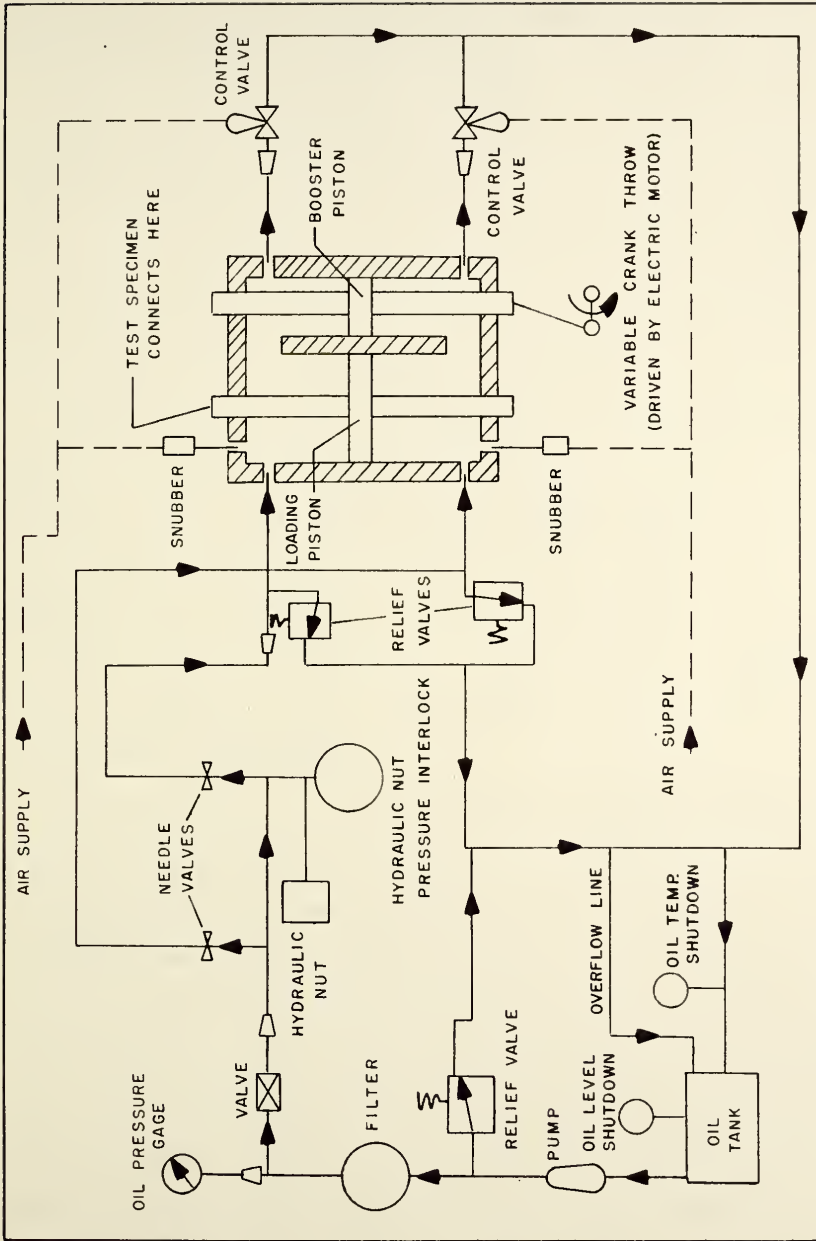 AIR SUPPLY
TEST SPECIMEN
CONNECTS HERE
CONTROL
VALVE
SNUBBER
BOOSTER
PISTON
LOADING
PISTON
CONTROL
VALVE
NEEDLE
VALVES
RELIEF
VALVES
SNUBBER
VARIABLE CRANK THROW
(DRIVEN BY ELECTRIC MOTOR)
HYDRAULIC NUT
PRESSURE INTERLOCK
HYDRAULIC
NUT
AIR SUPPLY
OIL PRESSURE
GAGE
VALVE
FILTER
RELIEF VALVE
OVERFLOW LINE
OIL TEMP.
SHUTDOWN
PUMP
OIL LEVEL
SHUTDOWN
OIL
TANK